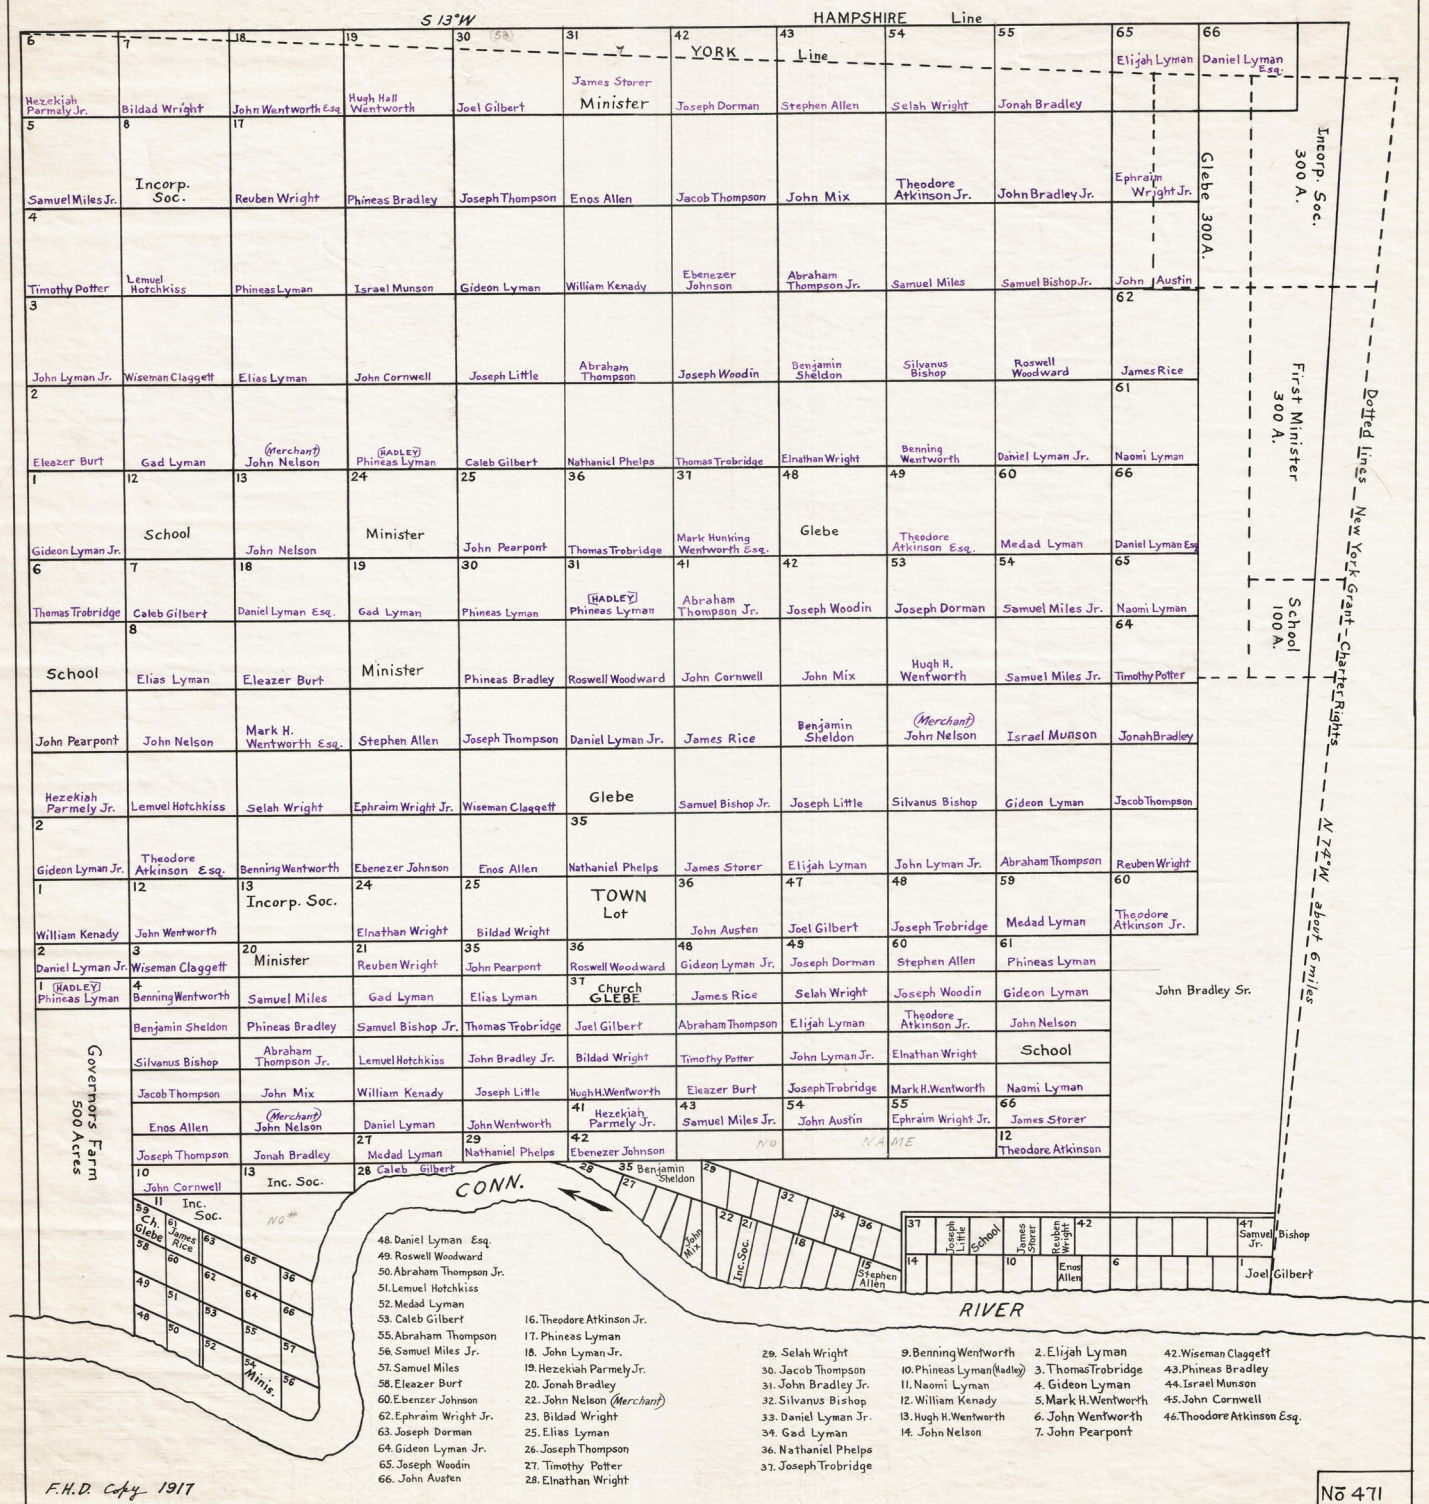 S 13°W
HAMPSHIRE Line
6 7 18 19 30 (58) 31 42 43 54 55 65 66
YORK Line
Elijah Lyman Daniel Lyman Esq.
James Storer
Hezekiah Parmely Jr. Bildad Wright John Wentworth Esq Hugh Hall Wentworth Joel Gilbert Minister Joseph Dorman Stephen Allen Selah Wright Jonah Bradley
5 8 17
Samuel Miles Jr. Incorp. Soc. Reuben Wright Phineas Bradley Joseph Thompson Enos Allen Jacob Thompson John Mix Theodore Atkinson Jr. John Bradley Jr. Ephraim Wright Jr.
4
Timothy Potter Lemuel Hotchkiss Phineas Lyman Israel Munson Gideon Lyman William Kenady Ebenezer Johnson Abraham Thompson Jr. Samuel Miles Samuel Bishop Jr. John Austin
3 62
John Lyman Jr. Wiseman Claggett Elias Lyman John Cornwell Joseph Little Abraham Thompson Joseph Woodin Benjamin Sheldon Silvanus Bishop Roswell Woodward James Rice
2 61
Eleazer Burt Gad Lyman (Merchant) John Nelson (HADLEY) Phineas Lyman Caleb Gilbert Nathaniel Phelps Thomas Trobridge Elnathan Wright Benning Wentworth Daniel Lyman Jr. Naomi Lyman
1 12 13 24 25 36 37 48 49 60 66
Gideon Lyman Jr. School John Nelson Minister John Pearpont Thomas Trobridge Mark Hunking Wentworth Esq. Glebe Theodore Atkinson Esq. Medad Lyman Daniel Lyman Esq
6 7 18 19 30 31 41 42 53 54 65
Thomas Trobridge Caleb Gilbert Daniel Lyman Esq. Gad Lyman Phineas Lyman (HADLEY) Phineas Lyman Abraham Thompson Jr. Joseph Woodin Joseph Dorman Samuel Miles Jr. Naomi Lyman
8 64
School Elias Lyman Eleazer Burt Minister Phineas Bradley Roswell Woodward John Cornwell John Mix Hugh H. Wentworth Samuel Miles Jr. Timothy Potter
John Pearpont John Nelson Mark H. Wentworth Esq. Stephen Allen Joseph Thompson Daniel Lyman Jr. James Rice Benjamin Sheldon (Merchant) John Nelson Israel Munson Jonah Bradley
Hezekiah Parmely Jr. Lemuel Hotchkiss Selah Wright Ephraim Wright Jr. Wiseman Claggett Glebe Samuel Bishop Jr. Joseph Little Silvanus Bishop Gideon Lyman Jacob Thompson
2 35
Gideon Lyman Jr. Theodore Atkinson Esq. Benning Wentworth Ebenezer Johnson Enos Allen Nathaniel Phelps James Storer Elijah Lyman John Lyman Jr. Abraham Thompson Reuben Wright
1 12 13 24 25 36 47 48 59 60
William Kenady John Wentworth Incorp. Soc. Elnathan Wright Bildad Wright TOWN Lot John Austen Joel Gilbert Joseph Trobridge Medad Lyman Theodore Atkinson Jr.
2 3 20 21 35 36 48 49 60 61
Daniel Lyman Jr. Wiseman Claggett Minister Reuben Wright John Pearpont Roswell Woodward Gideon Lyman Jr. Joseph Dorman Stephen Allen Phineas Lyman
1 4 37
(HADLEY) Phineas Lyman Benning Wentworth Samuel Miles Gad Lyman Elias Lyman Church GLEBE James Rice Selah Wright Joseph Woodin Gideon Lyman
John Bradley Sr.
Benjamin Sheldon Phineas Bradley Samuel Bishop Jr. Thomas Trobridge Joel Gilbert Abraham Thompson Elijah Lyman Theodore Atkinson Jr. John Nelson
Silvanus Bishop Abraham Thompson Jr. Lemuel Hotchkiss John Bradley Jr. Bildad Wright Timothy Potter John Lyman Jr. Elnathan Wright School
Jacob Thompson John Mix William Kenady Joseph Little Hugh H. Wentworth Eleazer Burt Joseph Trobridge Mark H. Wentworth Naomi Lyman
41 43 54 55 66
Enos Allen (Merchant) John Nelson Daniel Lyman John Wentworth Hezekiah Parmely Jr. Samuel Miles Jr. John Austin Ephraim Wright Jr. James Storer
27 29 42 12
Joseph Thompson Jonah Bradley Medad Lyman Nathaniel Phelps Ebenezer Johnson NO NAME Theodore Atkinson
10 13 28
John Cornwell Inc. Soc. Caleb Gilbert
Governors Farm
500 Acres
Glebe 300 A.
Incorp. Soc.
300 A.
First Minister
300 A.
School
100 A.
Dotted lines New York Grant - Charter Rights
N 74° W about 6 miles
CONN.
RIVER
11 Inc. Soc.
NO #
59 Ch. Glebe
61 James Rice
63 65 36
58 60 62 64 66
49 51 53 55 57
48 50 52 54 Minis. 56
28 35 Benjamin Sheldon 29
27 32 34 36
John Mix 22 21 Inc. Soc. 18 15 Stephen Allen
37 Joseph Little School James Storer Reuben Wright 42 47 Samuel Bishop Jr.
14 10 Enos Allen 6 1 Joel Gilbert
48. Daniel Lyman Esq.
49. Roswell Woodward
50. Abraham Thompson Jr.
51. Lemuel Hotchkiss
52. Medad Lyman
53. Caleb Gilbert
55. Abraham Thompson
56. Samuel Miles Jr.
57. Samuel Miles
58. Eleazer Burt
60. Ebenzer Johnson
62. Ephraim Wright Jr.
63. Joseph Dorman
64. Gideon Lyman Jr.
65. Joseph Woodin
66. John Austen
16. Theodore Atkinson Jr.
17. Phineas Lyman
18. John Lyman Jr.
19. Hezekiah Parmely Jr.
20. Jonah Bradley
22. John Nelson (Merchant)
23. Bildad Wright
25. Elias Lyman
26. Joseph Thompson
27. Timothy Potter
28. Elnathan Wright
29. Selah Wright
30. Jacob Thompson
31. John Bradley Jr.
32. Silvanus Bishop
33. Daniel Lyman Jr.
34. Gad Lyman
36. Nathaniel Phelps
37. Joseph Trobridge
9. Benning Wentworth
10. Phineas Lyman (Hadley)
11. Naomi Lyman
12. William Kenady
13. Hugh H. Wentworth
14. John Nelson
2. Elijah Lyman
3. Thomas Trobridge
4. Gideon Lyman
5. Mark H. Wentworth
6. John Wentworth
7. John Pearpont
42. Wiseman Claggett
43. Phineas Bradley
44. Israel Munson
45. John Cornwell
46. Theodore Atkinson Esq.
F.H.D. Copy 1917
No 471